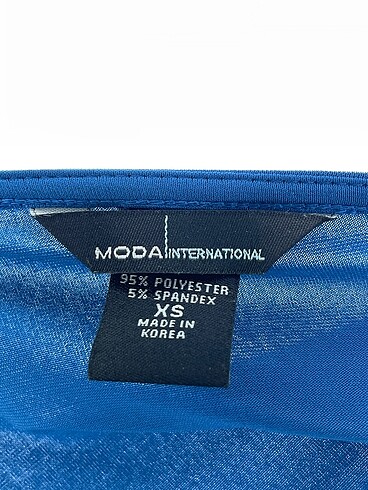 MODA INTERNATIONAL
95% POLYESTER
5% SPANDEX
XS
MADE IN
KOREA